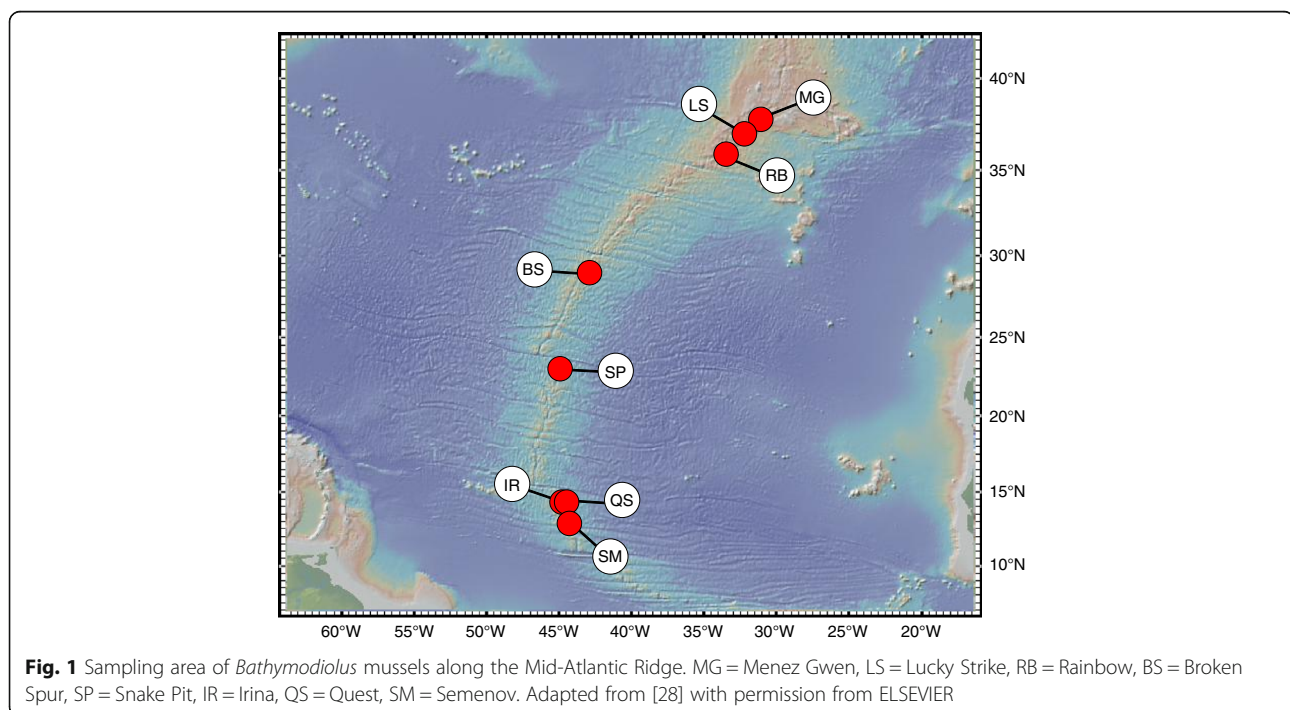 MG
LS
RB
BS
SP
IR
QS
SM
40°N
35°N
30°N
25°N
20°N
15°N
10°N
60°W 55°W 50°W 45°W 40°W 35°W 30°W 25°W 20°W
Fig. 1 Sampling area of Bathymodiolus mussels along the Mid-Atlantic Ridge. MG = Menez Gwen, LS = Lucky Strike, RB = Rainbow, BS = Broken
Spur, SP = Snake Pit, IR = Irina, QS = Quest, SM = Semenov. Adapted from [28] with permission from ELSEVIER